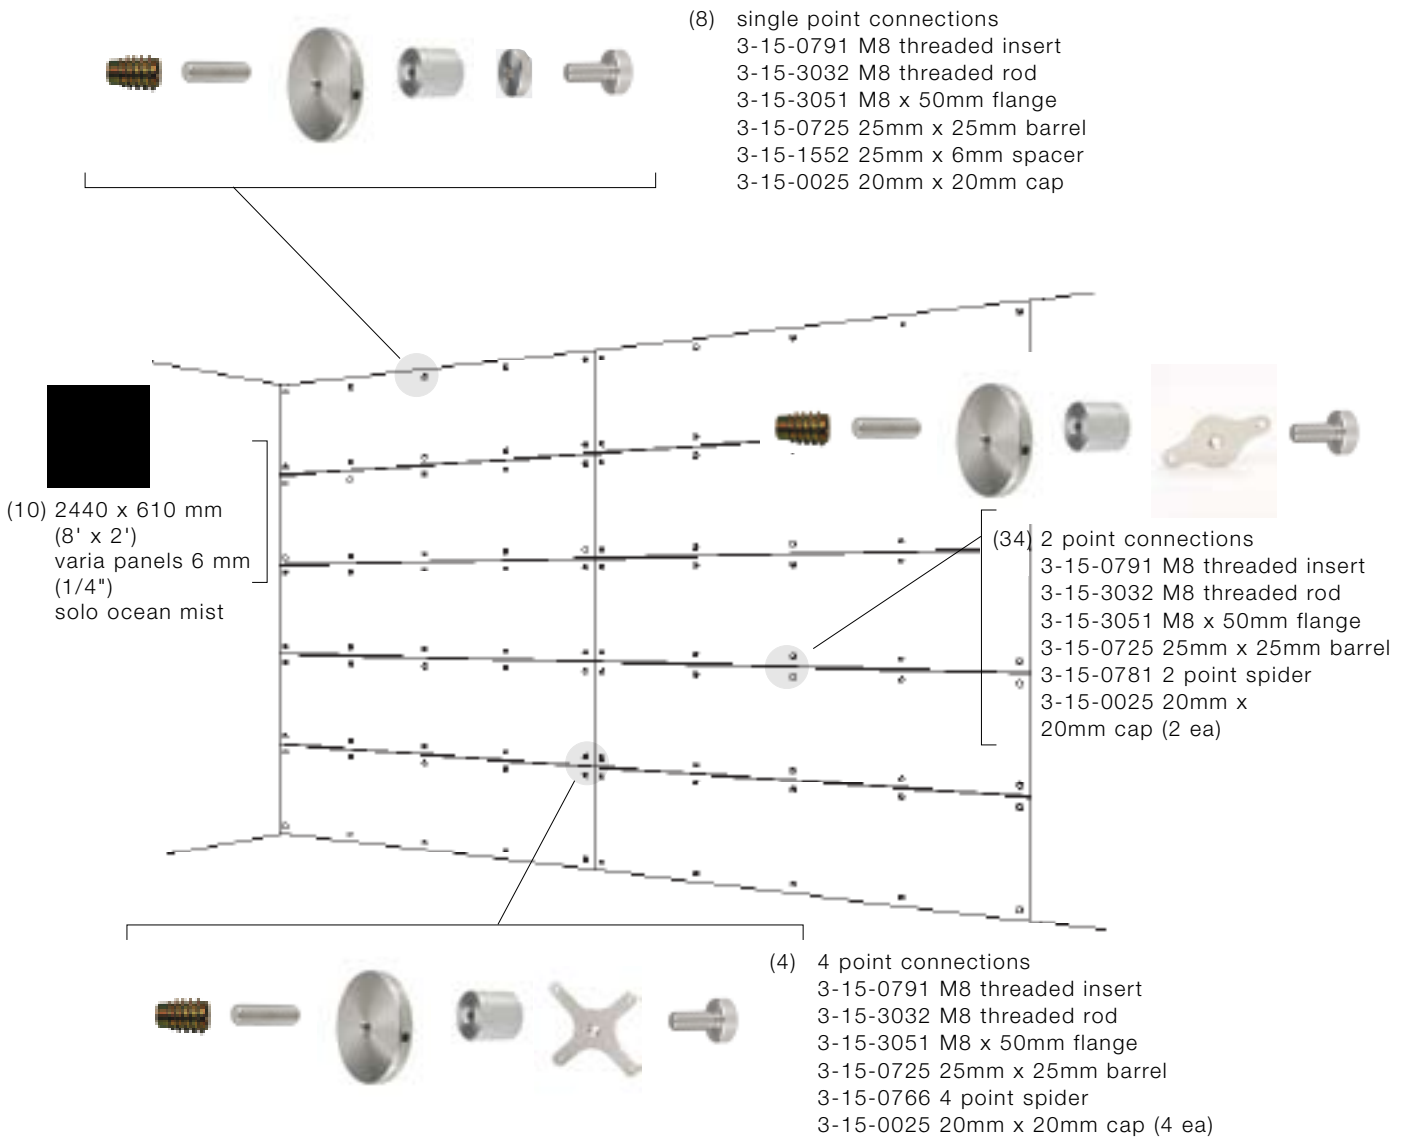 (8) single point connections
3-15-0791 M8 threaded insert
3-15-3032 M8 threaded rod
3-15-3051 M8 x 50mm flange
3-15-0725 25mm x 25mm barrel
3-15-1552 25mm x 6mm spacer
3-15-0025 20mm x 20mm cap
(10) 2440 x 610 mm
(8' x 2')
varia panels 6 mm
(1/4")
solo ocean mist
(34) 2 point connections
3-15-0791 M8 threaded insert
3-15-3032 M8 threaded rod
3-15-3051 M8 x 50mm flange
3-15-0725 25mm x 25mm barrel
3-15-0781 2 point spider
3-15-0025 20mm x
20mm cap (2 ea)
(4) 4 point connections
3-15-0791 M8 threaded insert
3-15-3032 M8 threaded rod
3-15-3051 M8 x 50mm flange
3-15-0725 25mm x 25mm barrel
3-15-0766 4 point spider
3-15-0025 20mm x 20mm cap (4 ea)